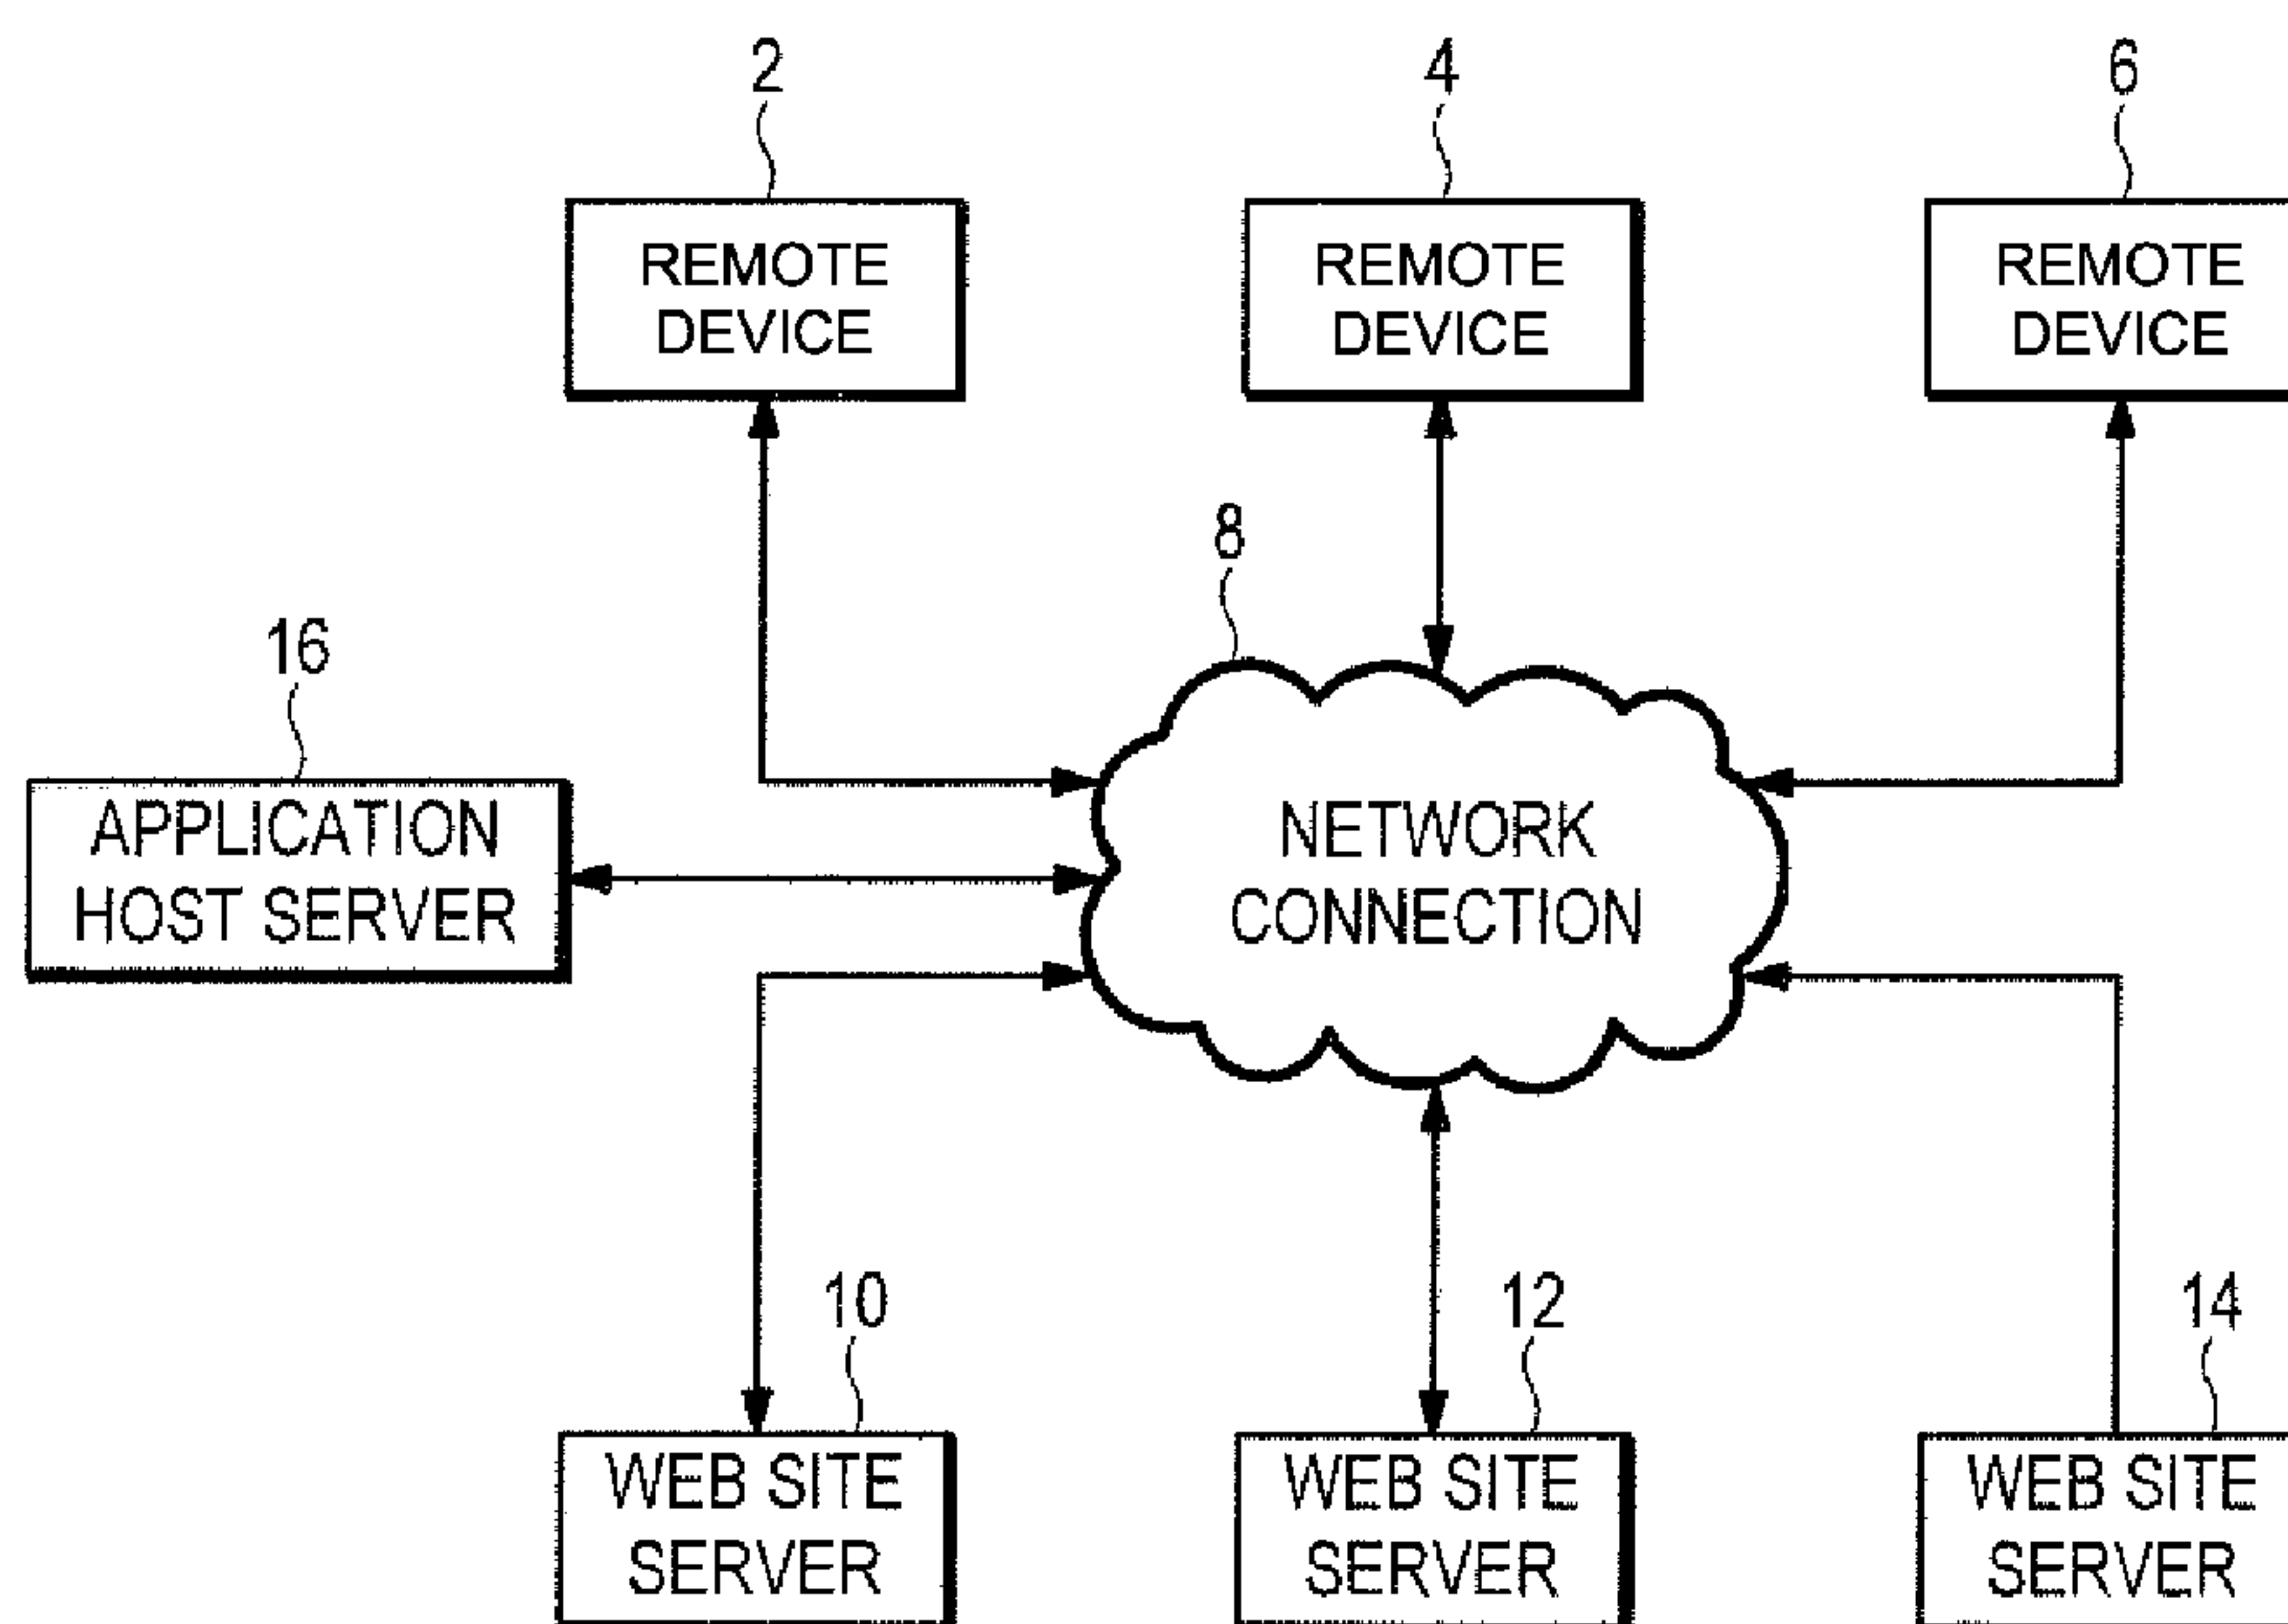 2
4
6
REMOTE
DEVICE
REMOTE
DEVICE
REMOTE
DEVICE
8
16
APPLICATION
HOST SERVER
NETWORK
CONNECTION
10
12
14
WEB SITE
SERVER
WEB SITE
SERVER
WEB SITE
SERVER